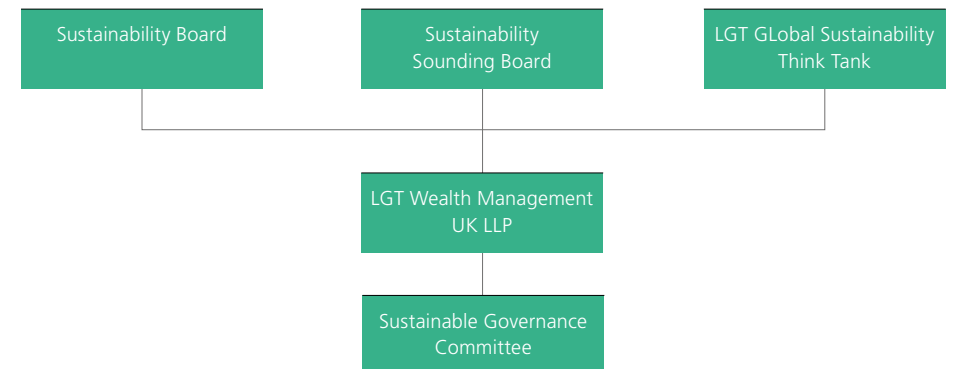 Sustainability Board
Sustainability
Sounding Board
LGT GLobal Sustainability
Think Tank
LGT Wealth Management
UK LLP
Sustainable Governance
Committee